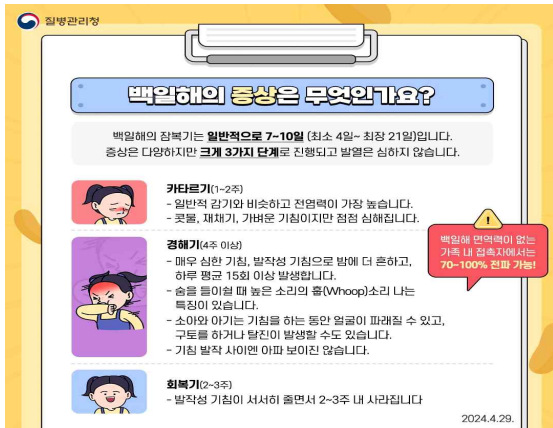 질병관리청
백일해의 증상은 무엇인가요?
백일해의 잠복기는 일반적으로 7~10일 (최소 4일~ 최장 21일)입니다.
증상은 다양하지만 크게 3가지 단계로 진행되고 발열은 심하지 않습니다.
카타르기(1~2주)
- 일반적 감기와 비슷하고 전염력이 가장 높습니다.
- 콧물, 재채기, 가벼운 기침이지만 점점 심해집니다.
백일해 면역력이 없는
가족 내 접촉자에서는
70~100% 전파 가능!
경해기(4주 이상)
- 매우 심한 기침, 발작성 기침으로 밤에 더 흔하고,
하루 평균 15회 이상 발생합니다.
- 숨을 들이쉴 때 높은 소리의 훕(Whoop)소리 나는
특징이 있습니다.
- 소아와 아기는 기침을 하는 동안 얼굴이 파래질 수 있고,
구토를 하거나 탈진이 발생할 수도 있습니다.
- 기침 발작 사이엔 아파 보이진 않습니다.
회복기(2~3주)
- 발작성 기침이 서서히 줄면서 2~3주 내 사라집니다
2024.4.29.